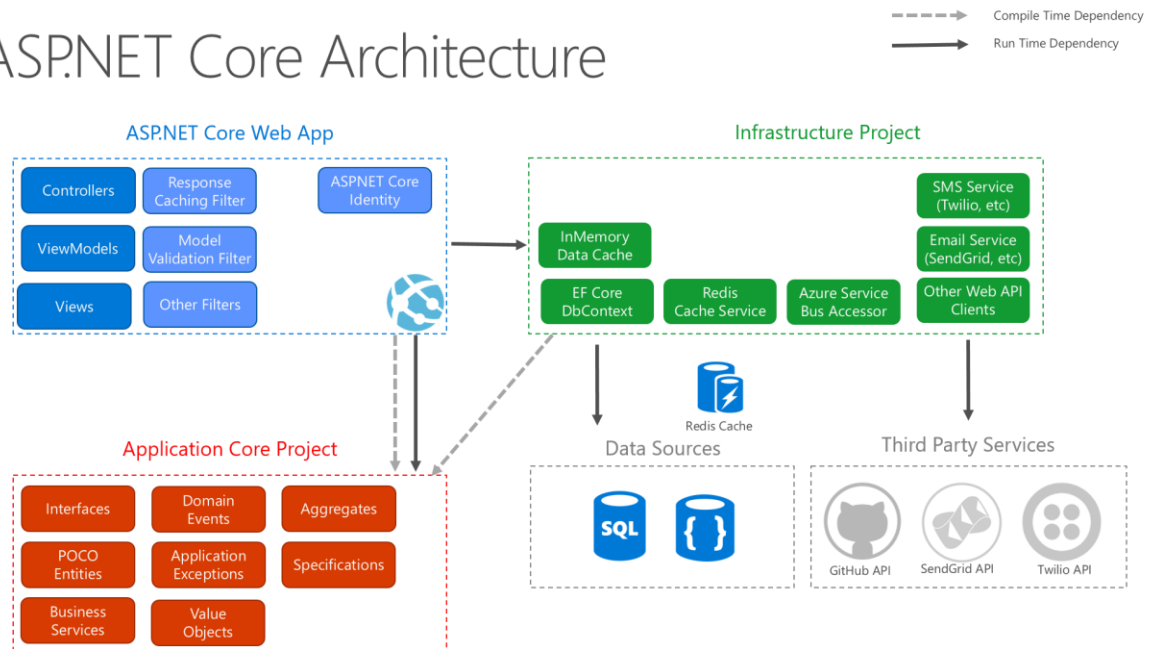 Compile Time Dependency
Run Time Dependency
ASP.NET Core Architecture
ASP.NET Core Web App
Controllers
Response
Caching Filter
ASP.NET Core
Identity
ViewModels
Model
Validation Filter
Views
Other Filters
Infrastructure Project
SMS Service
(Twilio, etc)
InMemory
Data Cache
Email Service
(SendGrid, etc)
EF Core
DbContext
Redis
Cache Service
Azure Service
Bus Accessor
Other Web API
Clients
Redis Cache
Application Core Project
Interfaces
Domain
Events
Aggregates
POCO
Entities
Application
Exceptions
Specifications
Business
Services
Value
Objects
Data Sources
SQL
{ }
Third Party Services
GitHub API
SendGrid API
Twilio API